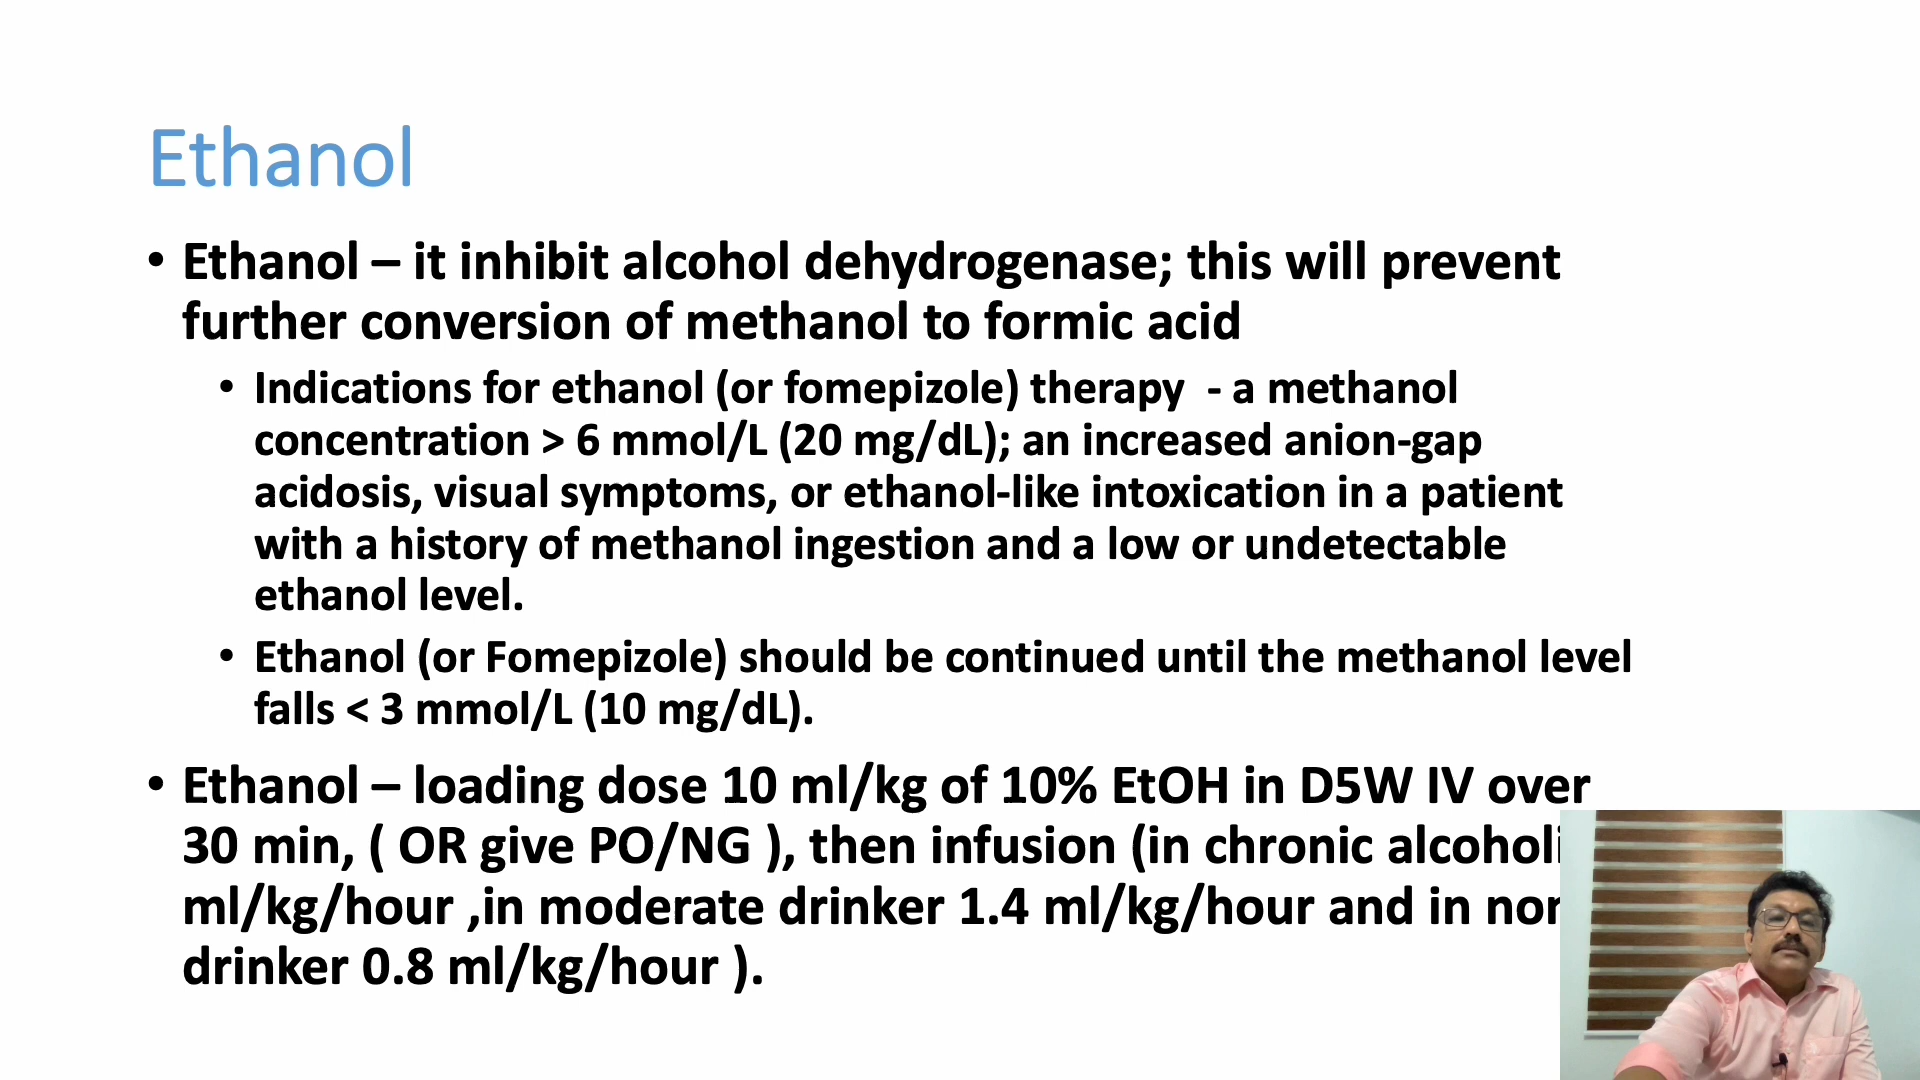 Ethanol
• Ethanol – it inhibit alcohol dehydrogenase; this will prevent
further conversion of methanol to formic acid
• Indications for ethanol (or fomepizole) therapy - a methanol
concentration > 6 mmol/L (20 mg/dL); an increased anion-gap
acidosis, visual symptoms, or ethanol-like intoxication in a patient
with a history of methanol ingestion and a low or undetectable
ethanol level.
• Ethanol (or Fomepizole) should be continued until the methanol level
falls < 3 mmol/L (10 mg/dL).
• Ethanol – loading dose 10 ml/kg of 10% EtOH in D5W IV over
30 min, ( OR give PO/NG ), then infusion (in chronic
ml/kg/hour ,in moderate drinker 1.4 ml/kg/hour and in
drinker 0.8 ml/kg/hour ).